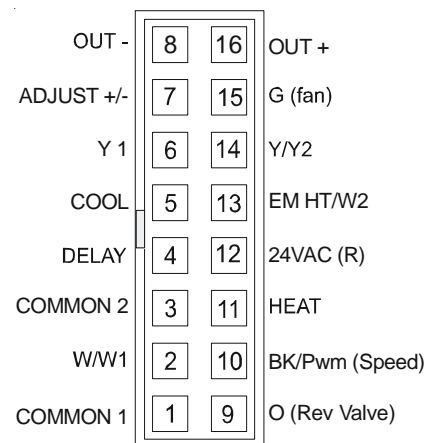 OUT - 8 16 OUT +
ADJUST +/- 7 15 G (fan)
Y 1 6 14 Y/Y2
COOL 5 13 EM HT/W2
DELAY 4 12 24VAC (R)
COMMON 2 3 11 HEAT
W/W1 2 10 BK/Pwm (Speed)
COMMON 1 1 9 O (Rev Valve)